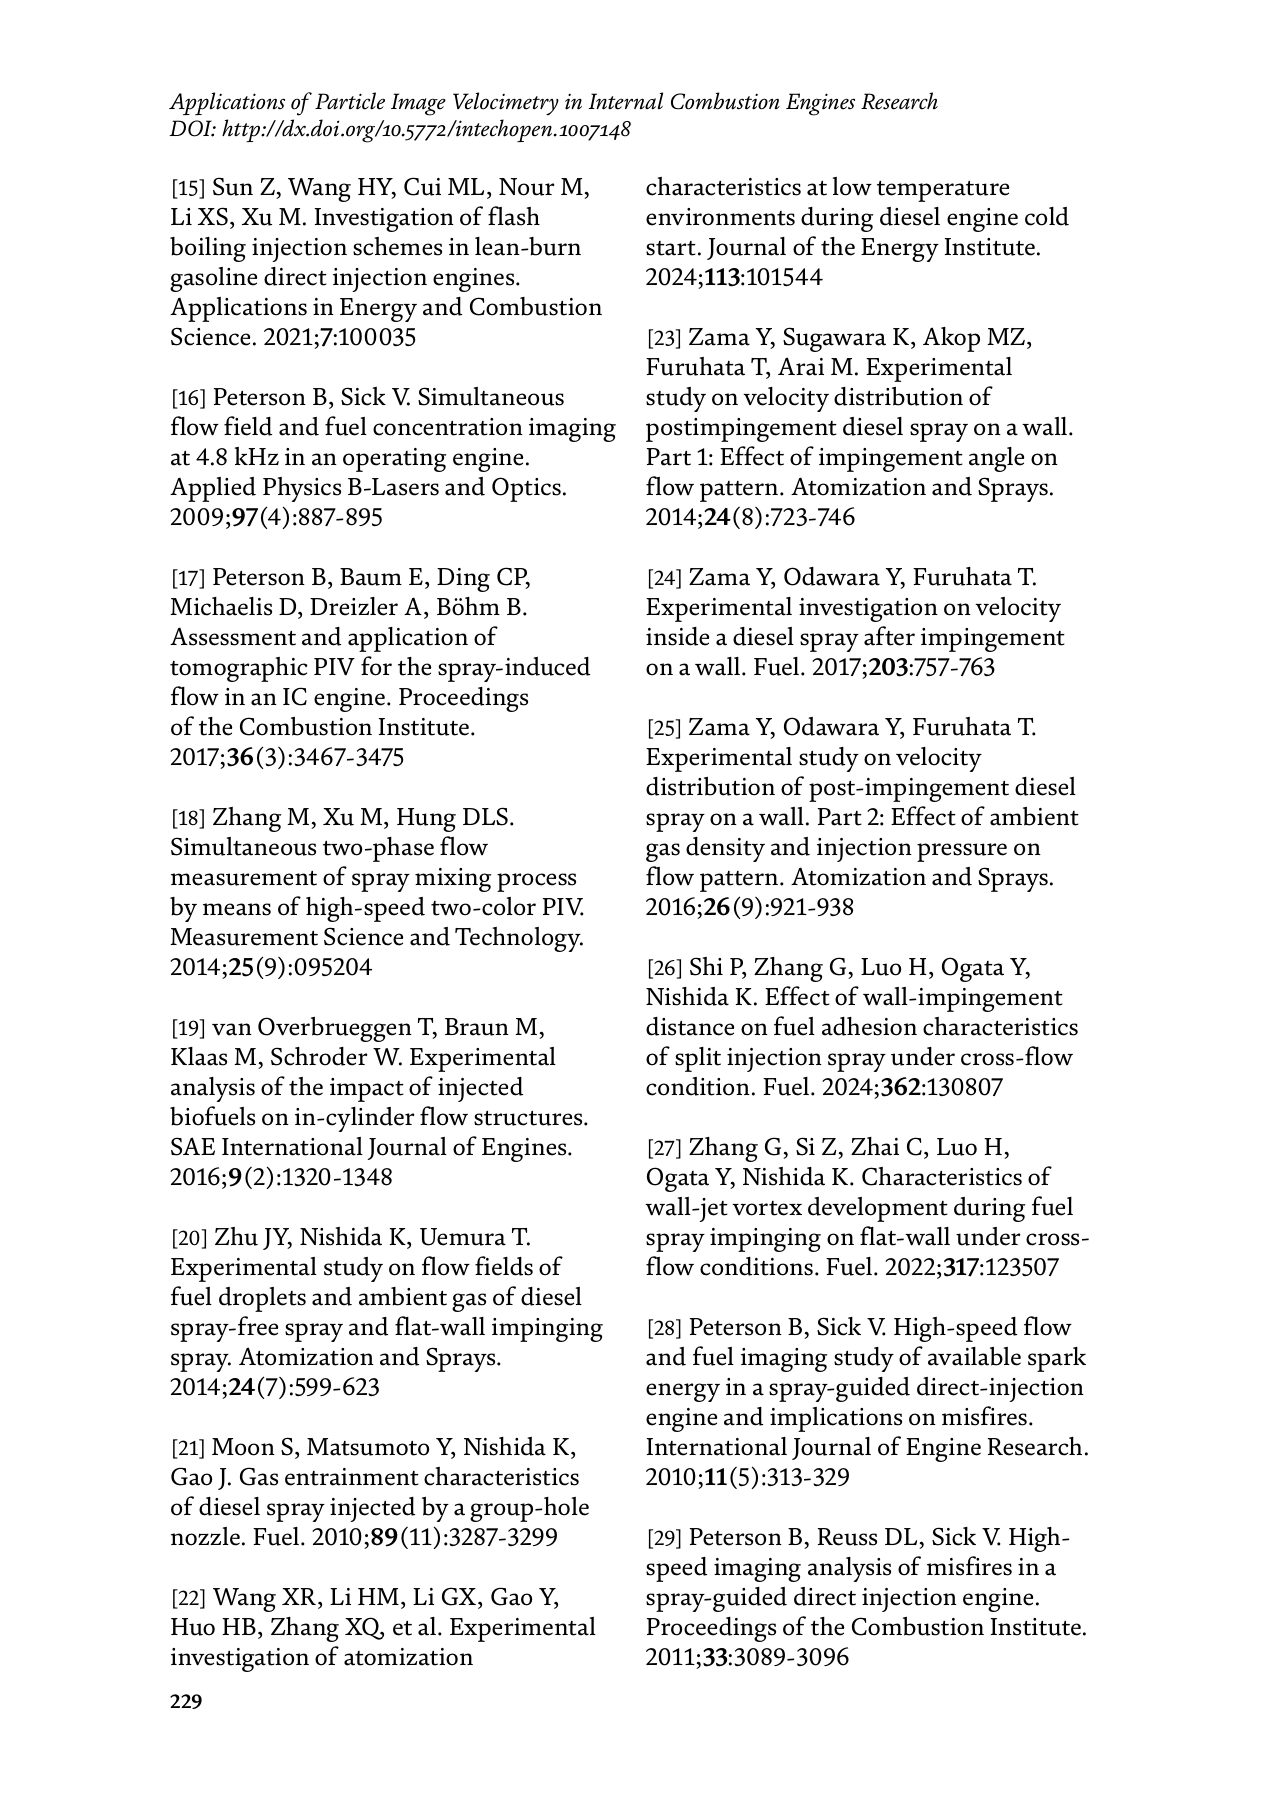 Applications of Particle Image Velocimetry in Internal Combustion Engines Research
DOI: http://dx.doi.org/10.5772/intechopen.1007148
[15] Sun Z, Wang HY, Cui ML, Nour M,
Li XS, Xu M. Investigation of flash
boiling injection schemes in lean-burn
gasoline direct injection engines.
Applications in Energy and Combustion
Science. 2021;7:100035
[16] Peterson B, Sick V. Simultaneous
flow field and fuel concentration imaging
at 4.8 kHz in an operating engine.
Applied Physics B-Lasers and Optics.
2009;97(4):887-895
[17] Peterson B, Baum E, Ding CP,
Michaelis D, Dreizler A, Böhm B.
Assessment and application of
tomographic PIV for the spray-induced
flow in an IC engine. Proceedings
of the Combustion Institute.
2017;36(3):3467-3475
[18] Zhang M, Xu M, Hung DLS.
Simultaneous two-phase flow
measurement of spray mixing process
by means of high-speed two-color PIV.
Measurement Science and Technology.
2014;25(9):095204
[19] van Overbrueggen T, Braun M,
Klaas M, Schroder W. Experimental
analysis of the impact of injected
biofuels on in-cylinder flow structures.
SAE International Journal of Engines.
2016;9(2):1320-1348
[20] Zhu JY, Nishida K, Uemura T.
Experimental study on flow fields of
fuel droplets and ambient gas of diesel
spray-free spray and flat-wall impinging
spray. Atomization and Sprays.
2014;24(7):599-623
[21] Moon S, Matsumoto Y, Nishida K,
Gao J. Gas entrainment characteristics
of diesel spray injected by a group-hole
nozzle. Fuel. 2010;89(11):3287-3299
[22] Wang XR, Li HM, Li GX, Gao Y,
Huo HB, Zhang XQ, et al. Experimental
investigation of atomization
characteristics at low temperature
environments during diesel engine cold
start. Journal of the Energy Institute.
2024;113:101544
[23] Zama Y, Sugawara K, Akop MZ,
Furuhata T, Arai M. Experimental
study on velocity distribution of
postimpingement diesel spray on a wall.
Part 1: Effect of impingement angle on
flow pattern. Atomization and Sprays.
2014;24(8):723-746
[24] Zama Y, Odawara Y, Furuhata T.
Experimental investigation on velocity
inside a diesel spray after impingement
on a wall. Fuel. 2017;203:757-763
[25] Zama Y, Odawara Y, Furuhata T.
Experimental study on velocity
distribution of post-impingement diesel
spray on a wall. Part 2: Effect of ambient
gas density and injection pressure on
flow pattern. Atomization and Sprays.
2016;26(9):921-938
[26] Shi P, Zhang G, Luo H, Ogata Y,
Nishida K. Effect of wall-impingement
distance on fuel adhesion characteristics
of split injection spray under cross-flow
condition. Fuel. 2024;362:130807
[27] Zhang G, Si Z, Zhai C, Luo H,
Ogata Y, Nishida K. Characteristics of
wall-jet vortex development during fuel
spray impinging on flat-wall under cross-
flow conditions. Fuel. 2022;317:123507
[28] Peterson B, Sick V. High-speed flow
and fuel imaging study of available spark
energy in a spray-guided direct-injection
engine and implications on misfires.
International Journal of Engine Research.
2010;11(5):313-329
[29] Peterson B, Reuss DL, Sick V. High-
speed imaging analysis of misfires in a
spray-guided direct injection engine.
Proceedings of the Combustion Institute.
2011;33:3089-3096
229